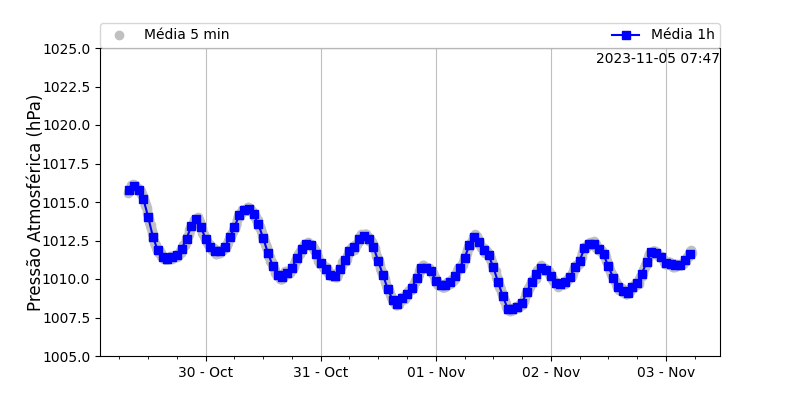 Média 5 min
Média 1h
2023-11-05 07:47
Pressão Atmosférica (hPa)
1025.0
1022.5
1020.0
1017.5
1015.0
1012.5
1010.0
1007.5
1005.0
30 - Oct
31 - Oct
01 - Nov
02 - Nov
03 - Nov